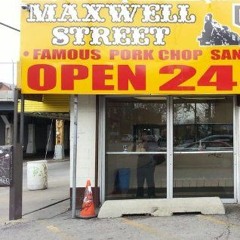 MAXWELL
STREET
• FAMOUS PORK CHOP SAN
OPEN 24